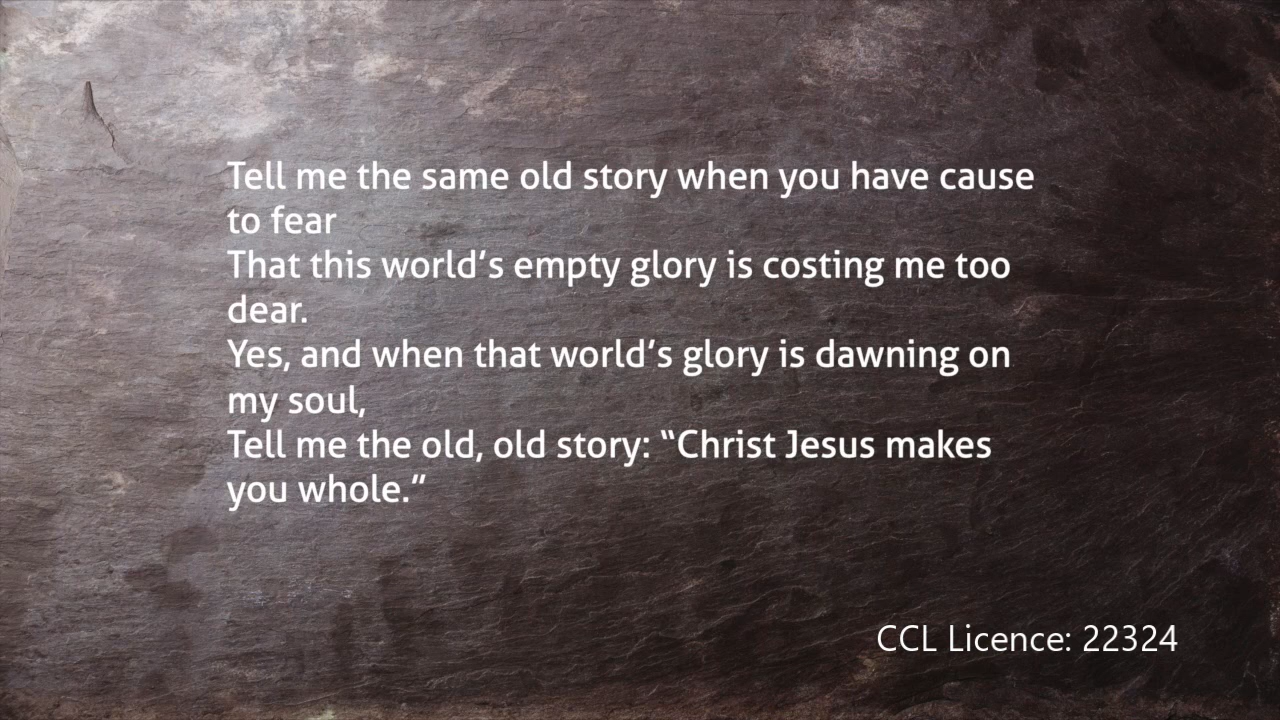 Tell me the same old story when you have cause
to fear
That this world’s empty glory is costing me too
dear.
Yes, and when that world’s glory is dawning on
my soul,
Tell me the old, old story: “Christ Jesus makes
you whole.”
CCL Licence: 22324